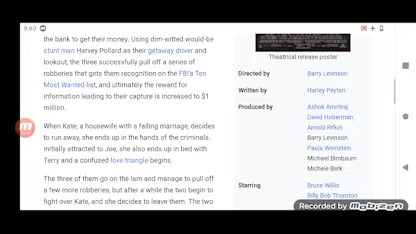 9:40
the bank to get their money. Using dim-witted would-be
stunt man Harvey Pollard as their getaway driver and
lookout, the three successfully pull off a series of
robberies that gets them recognition on the FBI's Ten
Most Wanted list, and ultimately the reward for
information leading to their capture is increased to $1
million.
When Kate, a housewife with a failing marriage, decides
to run away, she ends up in the hands of the criminals.
Initially attracted to Joe, she also ends up in bed with
Terry and a confused love triangle begins.
The three of them go on the lam and manage to pull off
a few more robberies, but after a while the two begin to
fight over Kate, and she decides to leave them. The two
Theatrical release poster
Directed by Barry Levinson
Written by Harley Peyton
Produced by Ashok Amritraj
David Hoberman
Arnold Rifkin
Barry Levinson
Paula Weinstein
Michael Birnbaum
Michele Berk
Starring Bruce Willis
Billy Bob Thornton
Recorded by
Mobizen